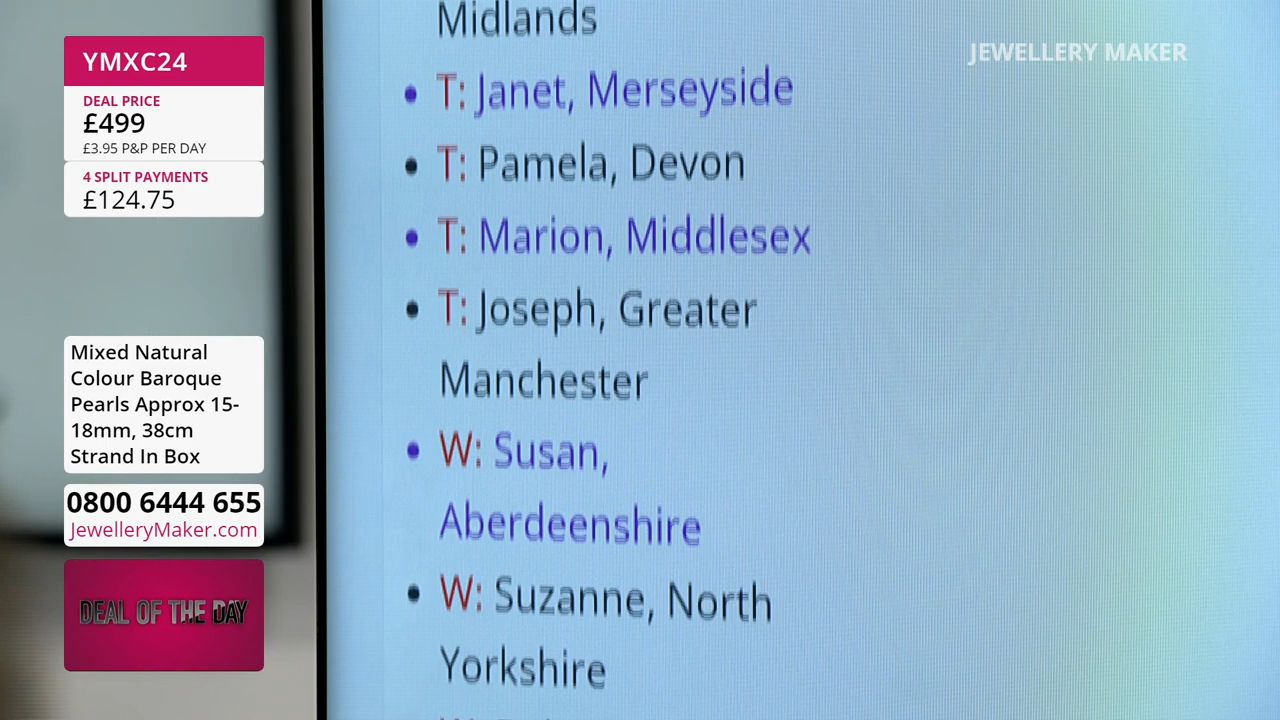 YMXC24
DEAL PRICE
£499
£3.95 P&P PER DAY
4 SPLIT PAYMENTS
£124.75
Mixed Natural
Colour Baroque
Pearls Approx 15-
18mm, 38cm
Strand In Box
0800 6444 655
JewelleryMaker.com
DEAL OF THE DAY
JEWELLERY MAKER
Midlands
• T: Janet, Merseyside
• T: Pamela, Devon
• T: Marion, Middlesex
• T: Joseph, Greater
Manchester
• W: Susan,
Aberdeenshire
• W: Suzanne, North
Yorkshire